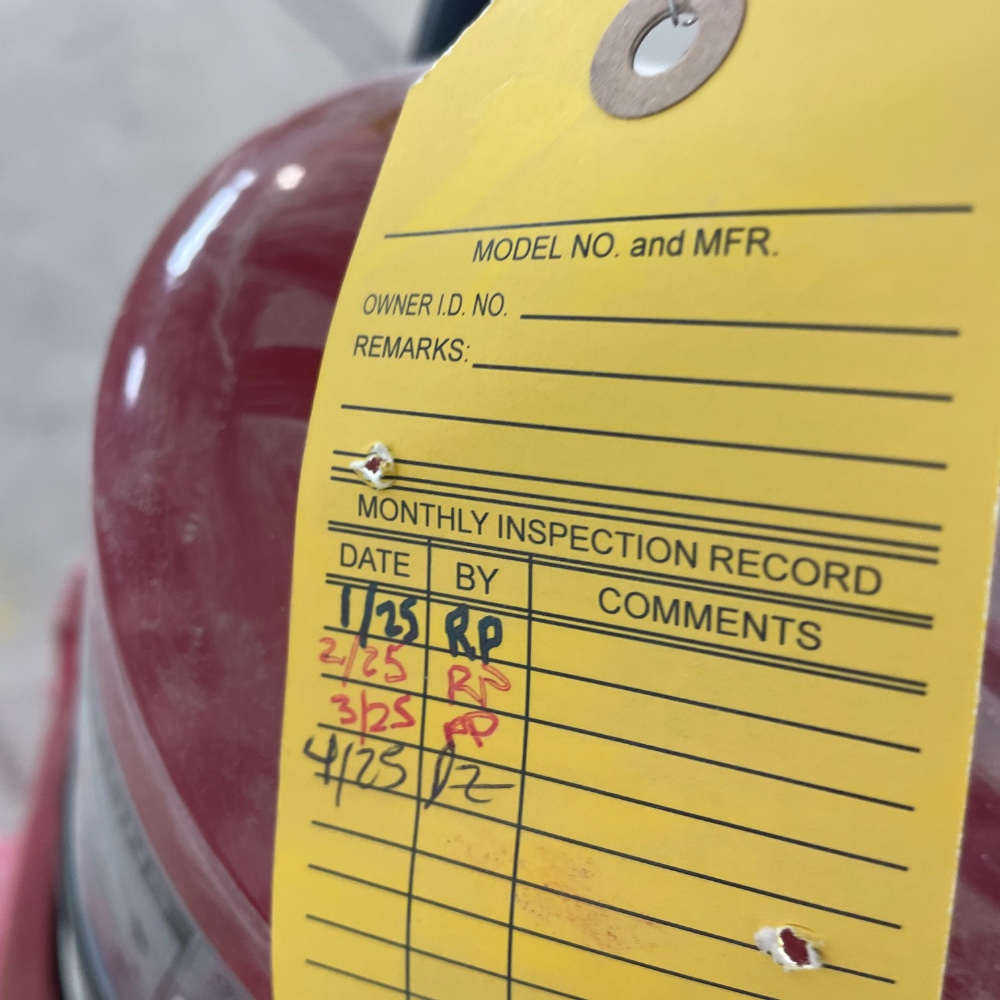 MODEL NO. and MFR.
OWNER I.D. NO.
REMARKS:
MONTHLY INSPECTION RECORD
DATE BY COMMENTS
1/25 RP
2/25 RP
3/25 RP
4/25